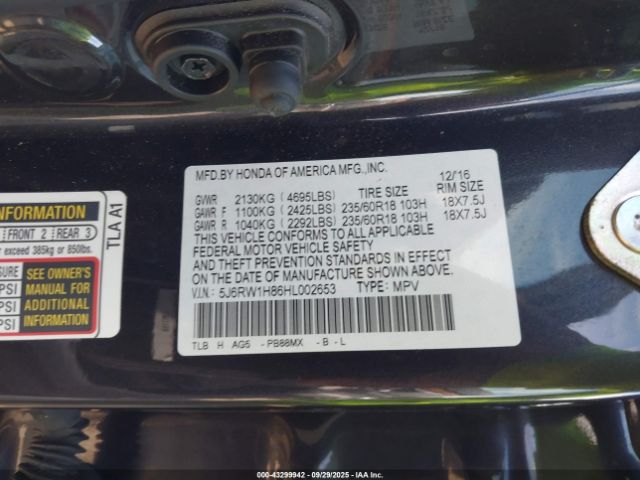 MFD.BY HONDA OF AMERICA MFG.,INC.
12/16
GVWR 2130KG (4695LBS) TIRE SIZE RIM SIZE
GAWR F 1100KG (2425LBS) 235/60R18 103H 18X7.5J
GAWR R 1040KG (2292LBS) 235/60R18 103H 18X7.5J
THIS VEHICLE CONFORMS TO ALL APPLICABLE
FEDERAL MOTOR VEHICLE SAFETY
AND THEFT PREVENTION STANDARDS IN EFFECT
ON THE DATE OF MANUFACTURE SHOWN ABOVE.
V.I.N.: 5J6RW1H86HL002653 TYPE: MPV
TLB H AG5 -PB88MX -B-L
INFORMATION
FRONT 2 REAR 3
exceed 385kg or 850lbs.
TLA A1
SEE OWNER'S
MANUAL FOR
ADDITIONAL
INFORMATION
PSI
PSI
000-43299942 - 09/29/2025 - IAA Inc.